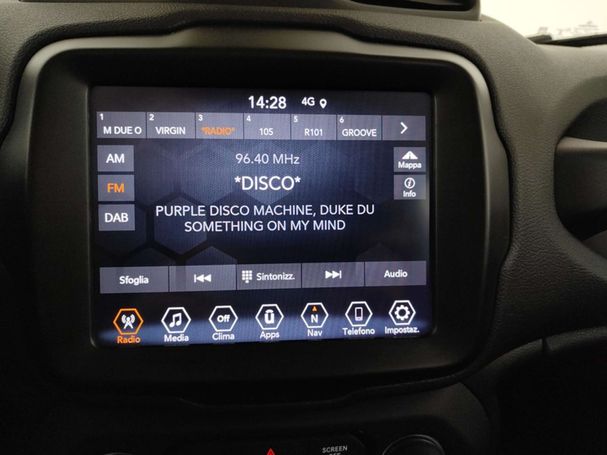 14:28 4G
1 M DUE O 2 VIRGIN 3 *RADIO* 4 105 5 R101 6 GROOVE
AM 96.40 MHz Mappa
FM *DISCO* Info
DAB PURPLE DISCO MACHINE, DUKE DU
SOMETHING ON MY MIND
Sfoglia Sintonizz. Audio
Off N
Radio Media Clima Apps Nav Telefono Impostaz.
SCREEN
OFF